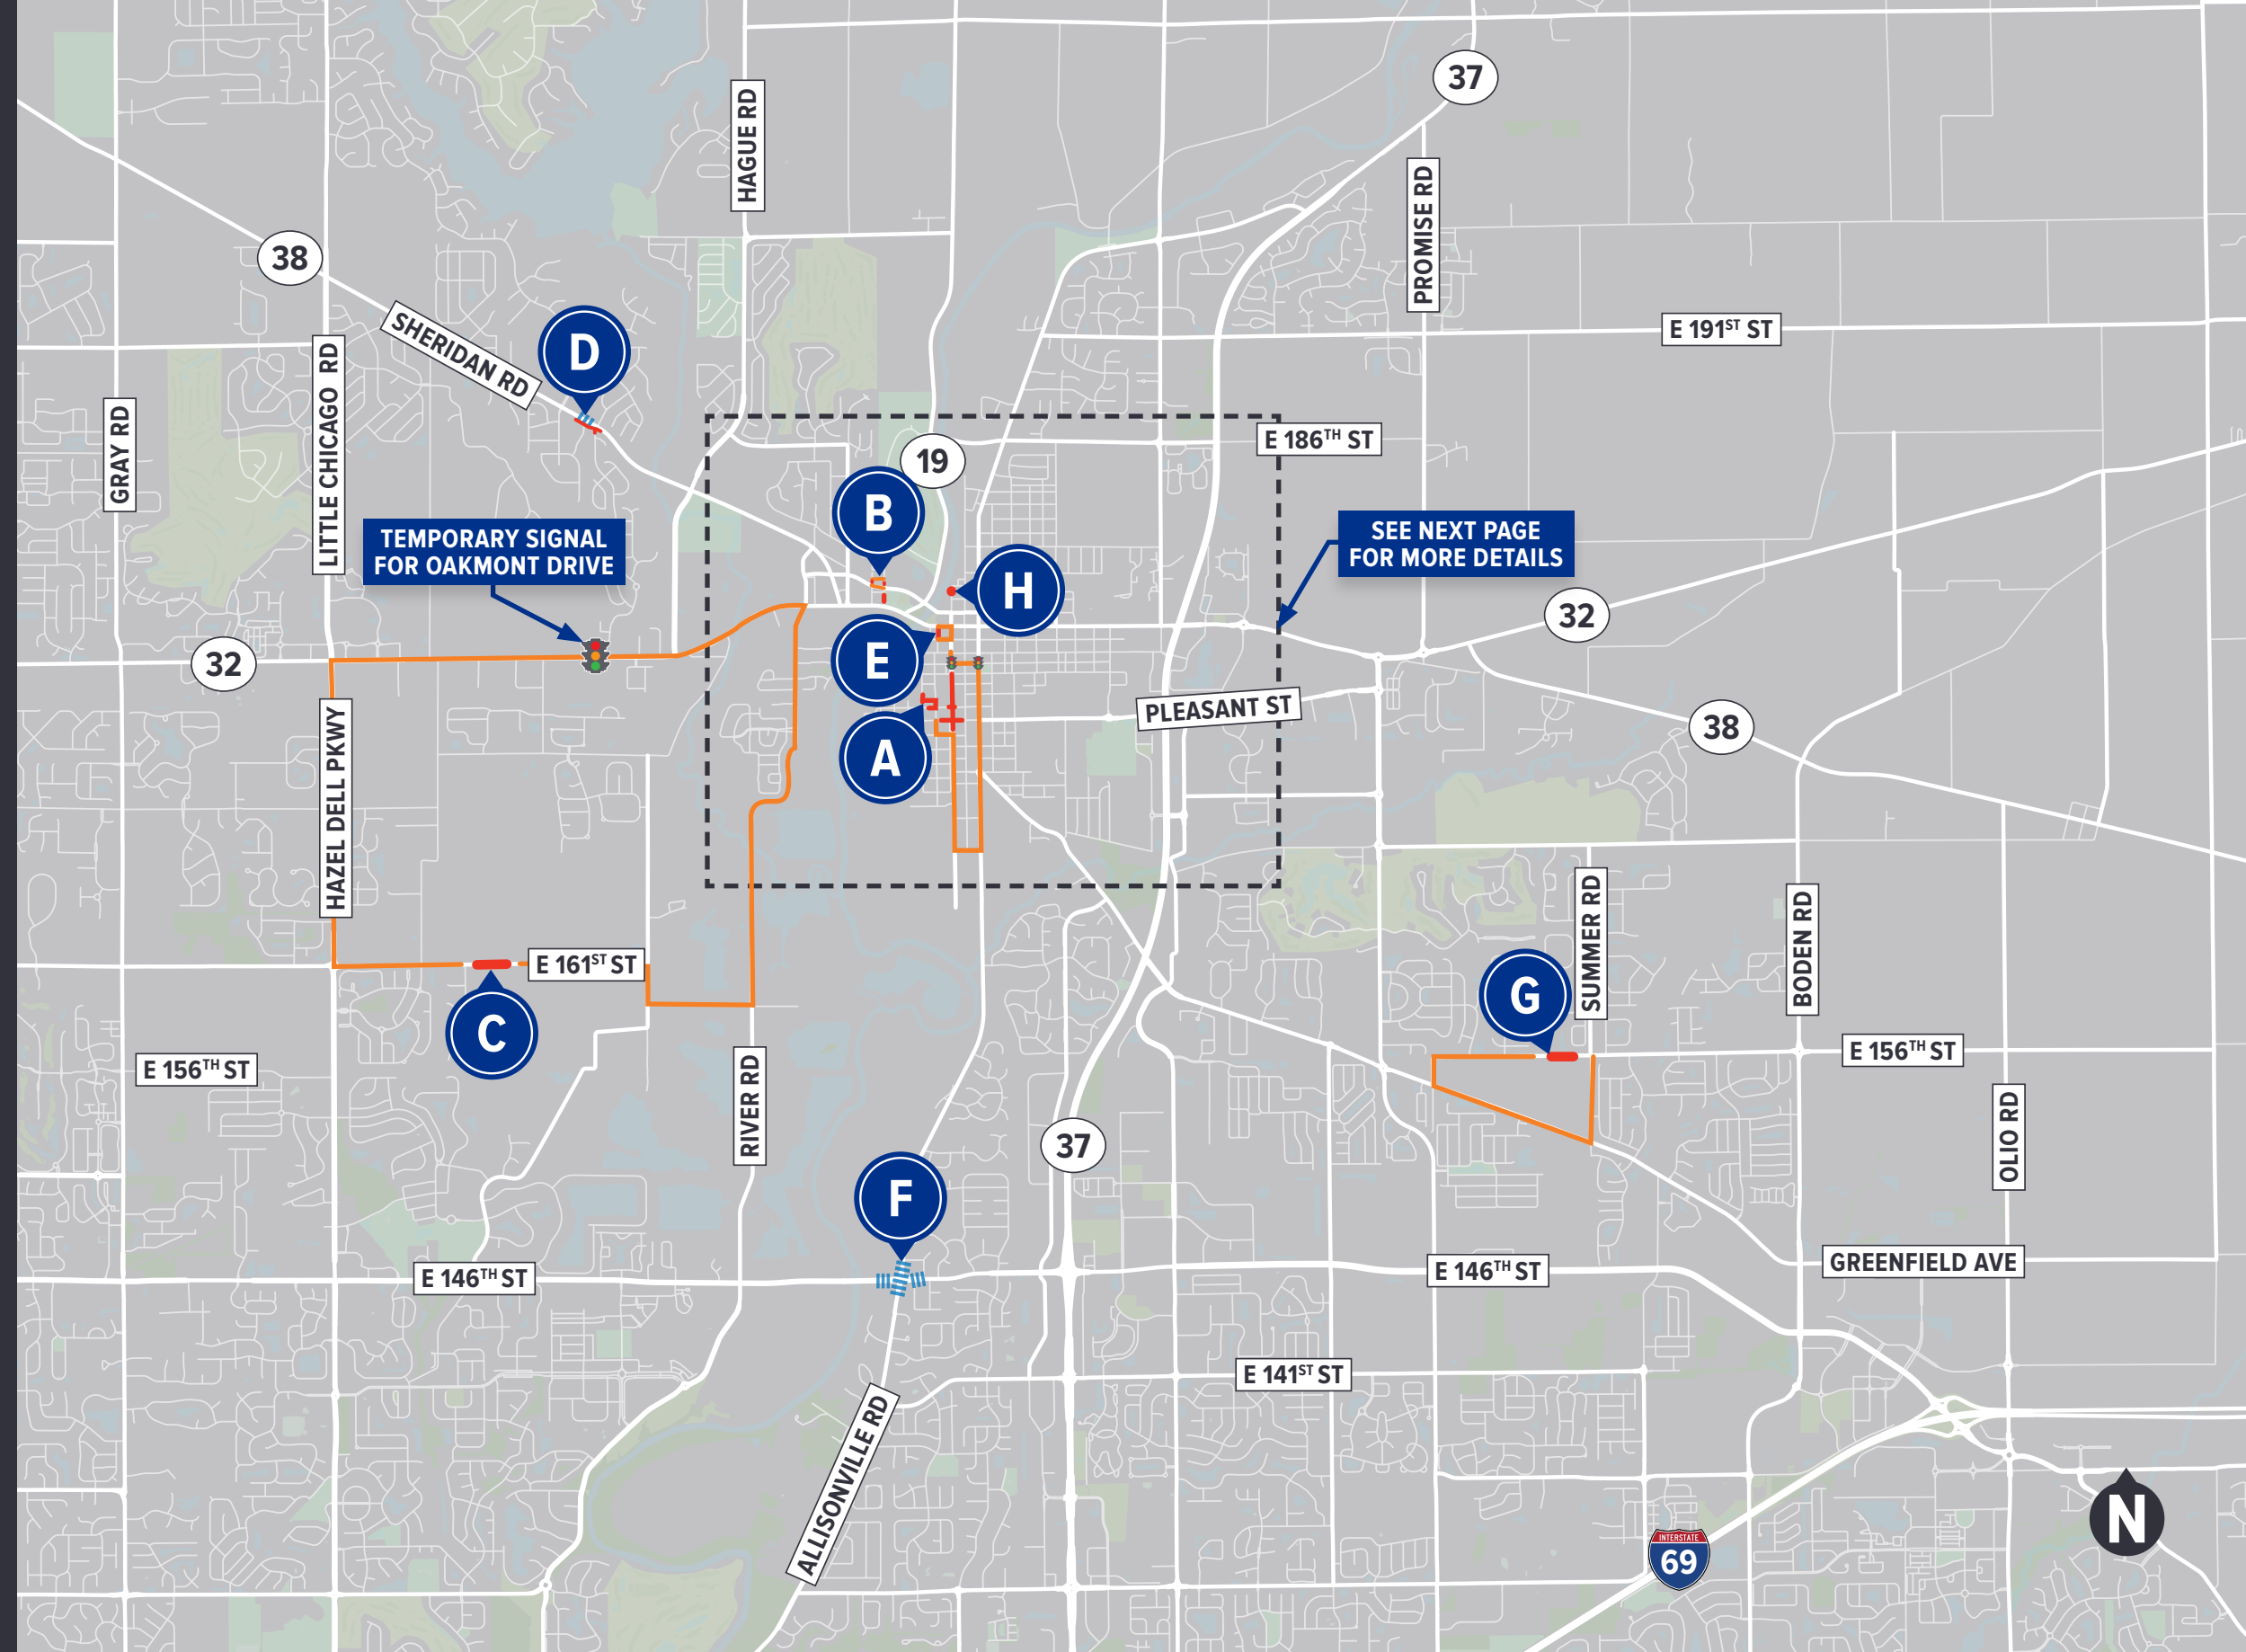 37
HAGUE RD
PROMISE RD
38
SHERIDAN RD
D
E 191ST ST
LITTLE CHICAGO RD
GRAY RD
E 186TH ST
19
B
TEMPORARY SIGNAL
FOR OAKMONT DRIVE
SEE NEXT PAGE
FOR MORE DETAILS
H
32
32
E
PLEASANT ST
38
A
HAZEL DELL PKWY
SUMMER RD
BODEN RD
E 161ST ST
G
C
E 156TH ST
E 156TH ST
RIVER RD
OLIO RD
37
F
E 146TH ST
E 146TH ST
GREENFIELD AVE
E 141ST ST
ALLISONVILLE RD
N
INTERSTATE
69